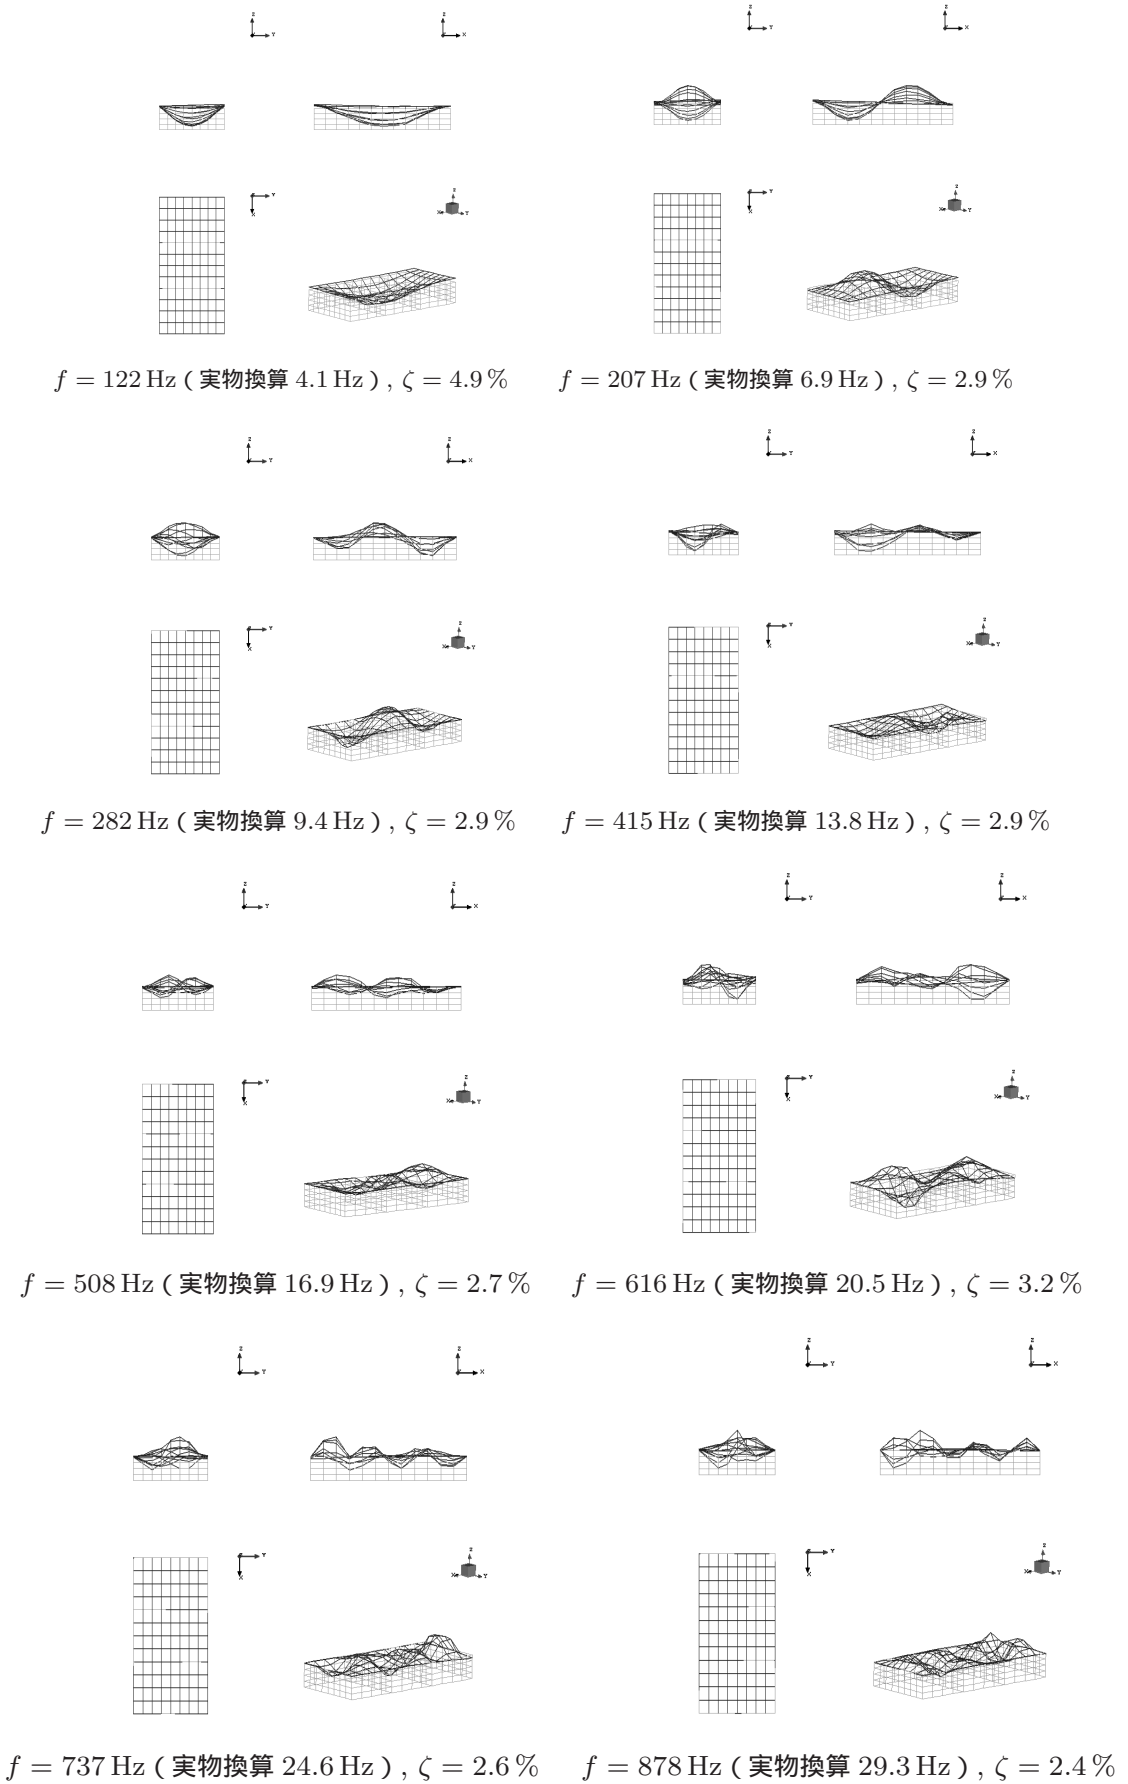 Z Y Z X Z Y Z X
Y X Z X Y Y X Z X Y
f = 122 Hz ( 実物換算 4.1 Hz ) , ζ = 4.9 %
f = 207 Hz ( 実物換算 6.9 Hz ) , ζ = 2.9 %
Z Y Z X Z Y Z X
Y X Z X Y Y X Z X Y
f = 282 Hz ( 実物換算 9.4 Hz ) , ζ = 2.9 %
f = 415 Hz ( 実物換算 13.8 Hz ) , ζ = 2.9 %
Z Y Z X Z Y Z X
Y X Z X Y Y X Z X Y
f = 508 Hz ( 実物換算 16.9 Hz ) , ζ = 2.7 %
f = 616 Hz ( 実物換算 20.5 Hz ) , ζ = 3.2 %
Z Y Z X Z Y Z X
Y X Z X Y Y X Z X Y
f = 737 Hz ( 実物換算 24.6 Hz ) , ζ = 2.6 %
f = 878 Hz ( 実物換算 29.3 Hz ) , ζ = 2.4 %